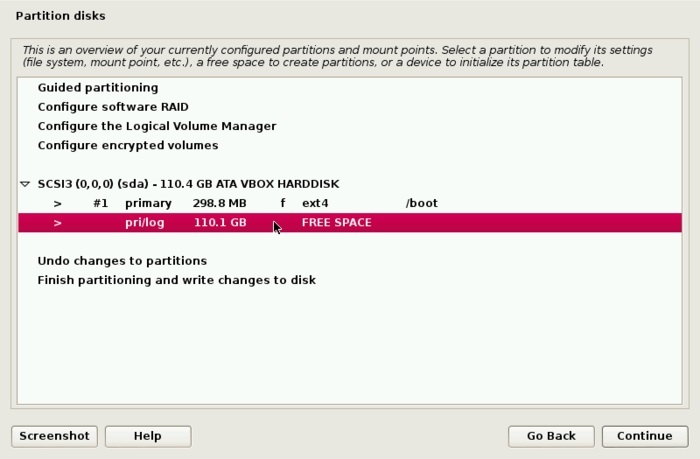 Partition disks
This is an overview of your currently configured partitions and mount points. Select a partition to modify its settings
(file system, mount point, etc.), a free space to create partitions, or a device to initialize its partition table.
Guided partitioning
Configure software RAID
Configure the Logical Volume Manager
Configure encrypted volumes
SCSI3 (0,0,0) (sda) - 110.4 GB ATA VBOX HARDDISK
> #1 primary 298.8 MB f ext4 /boot
> pri/log 110.1 GB FREE SPACE
Undo changes to partitions
Finish partitioning and write changes to disk
Screenshot Help Go Back Continue